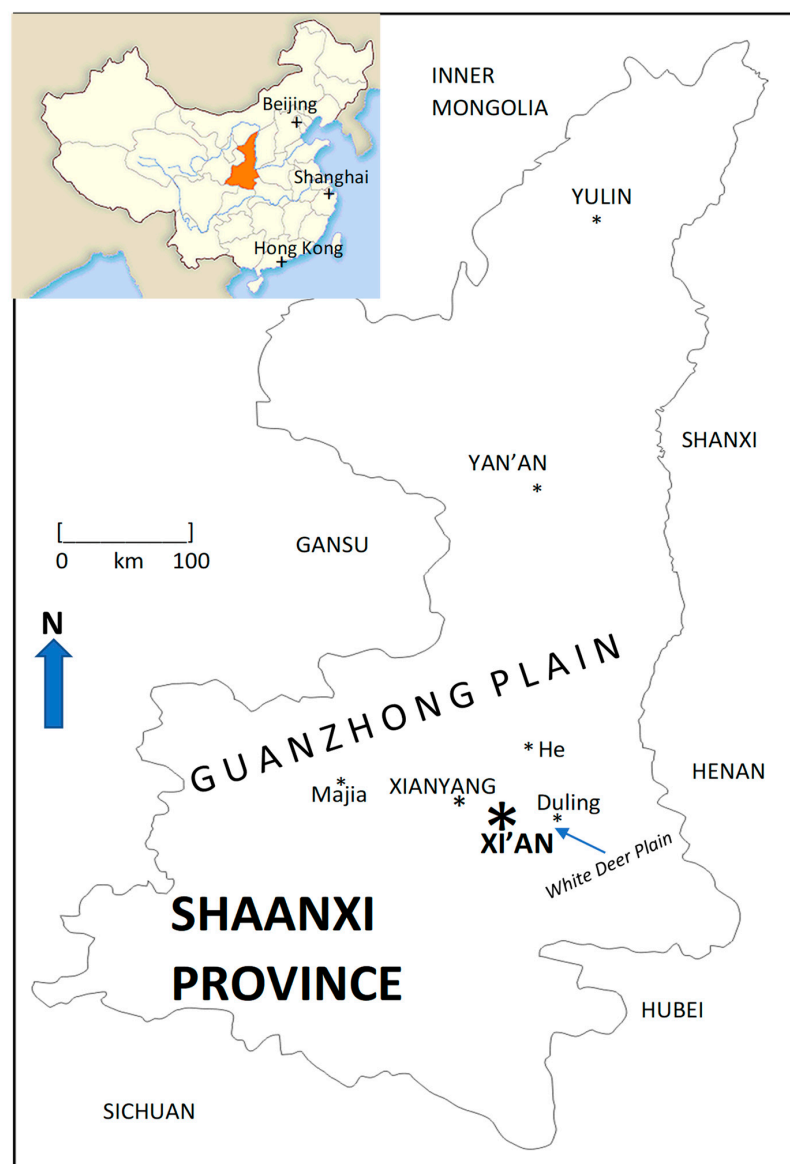 Beijing
Shanghai
Hong Kong
INNER
MONGOLIA
YULIN
*
SHANXI
YAN’AN
*
[__________]
0 km 100
GANSU
N
GUANZHONG PLAIN
* He
HENAN
*
Majia
XIANYANG
*
Duling
*
*
XI’AN
White Deer Plain
SHAANXI
PROVINCE
HUBEI
SICHUAN